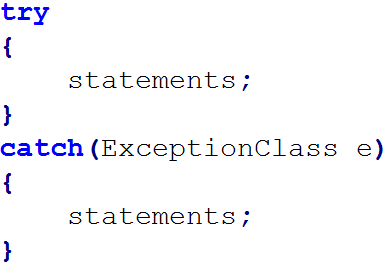 try
{
    statements;
}
catch(ExceptionClass e)
{
    statements;
}